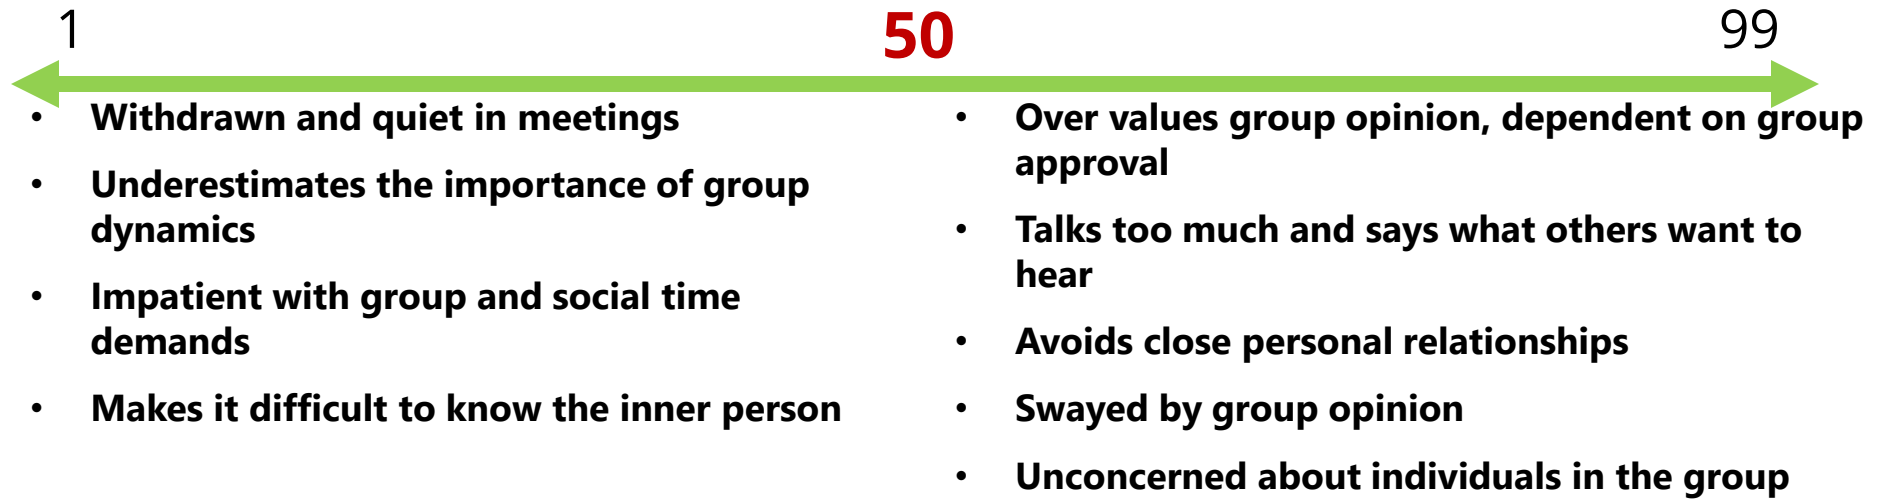 1
50
99
• Withdrawn and quiet in meetings
• Underestimates the importance of group
dynamics
• Impatient with group and social time
demands
• Makes it difficult to know the inner person
• Over values group opinion, dependent on group
approval
• Talks too much and says what others want to
hear
• Avoids close personal relationships
• Swayed by group opinion
• Unconcerned about individuals in the group